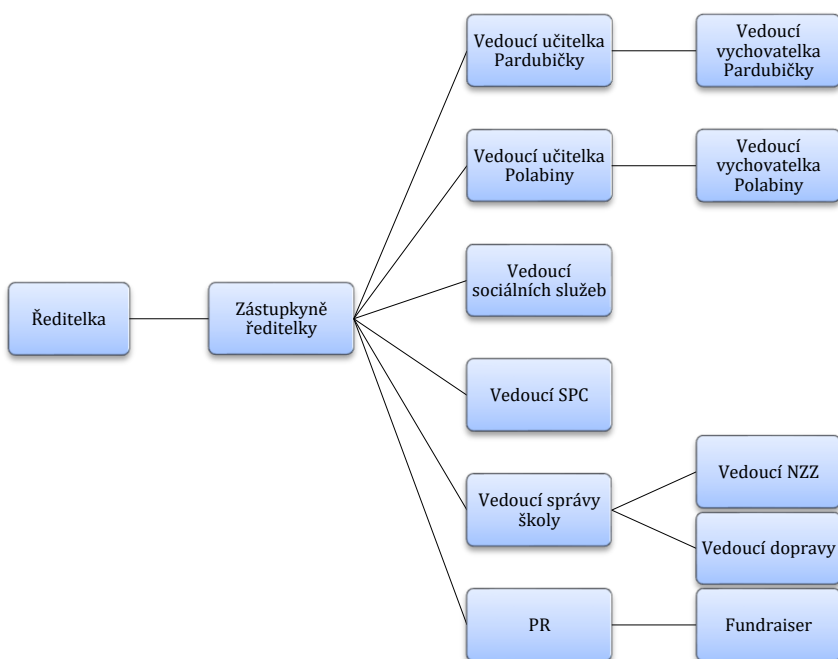 Vedoucí učitelka
Pardubičky
Vedoucí
vychovatelka
Pardubičky
Vedoucí učitelka
Polabiny
Vedoucí
vychovatelka
Polabiny
Vedoucí
sociálních služeb
Ředitelka
Zástupkyně
ředitelky
Vedoucí SPC
Vedoucí správy
školy
Vedoucí NZZ
Vedoucí dopravy
PR
Fundraiser